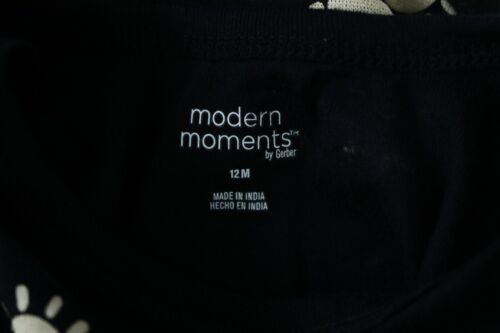 modern
moments™
by Gerber
12 M
MADE IN INDIA
HECHO EN INDIA